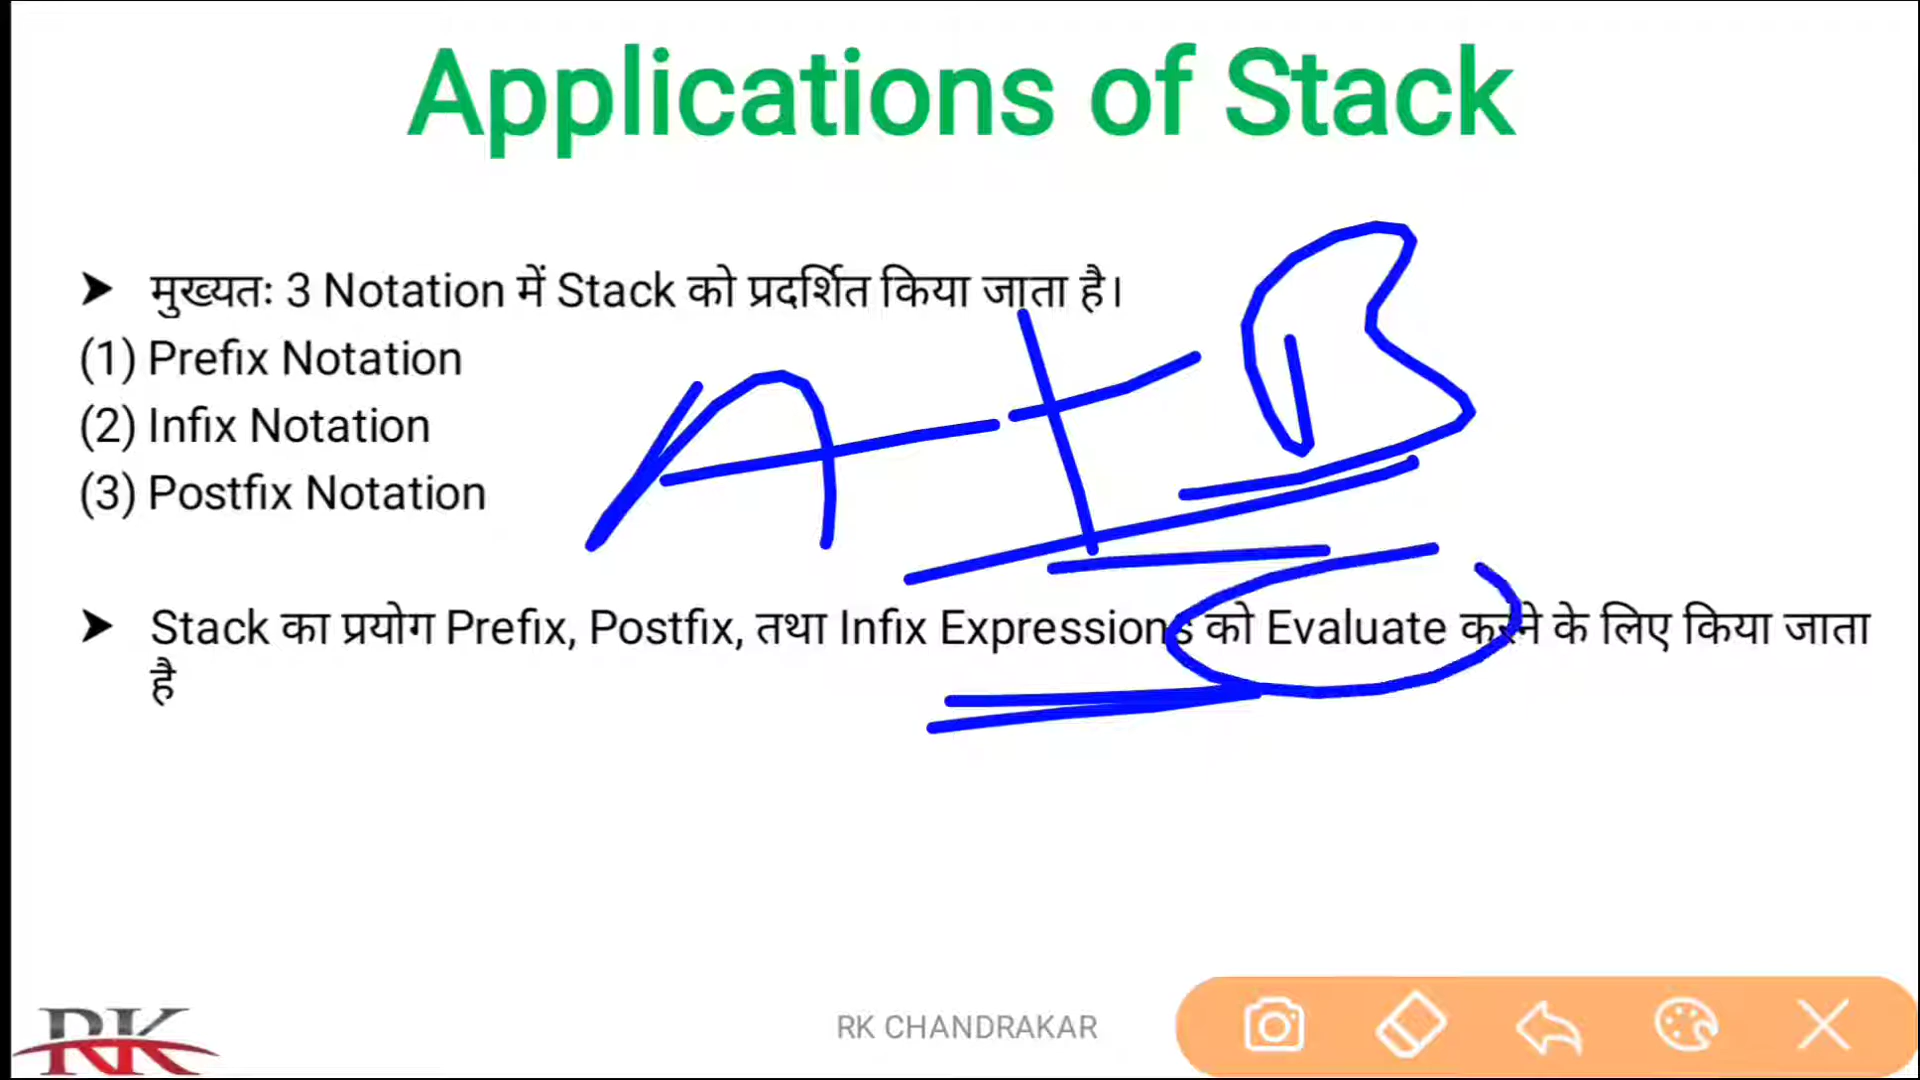 Applications of Stack
➤ मुख्यतः 3 Notation में Stack को प्रदर्शित किया जाता है।
(1) Prefix Notation
(2) Infix Notation
(3) Postfix Notation
A + B
➤ Stack का प्रयोग Prefix, Postfix, तथा Infix Expressions को Evaluate करने के लिए किया जाता
है
RK
RK CHANDRAKAR